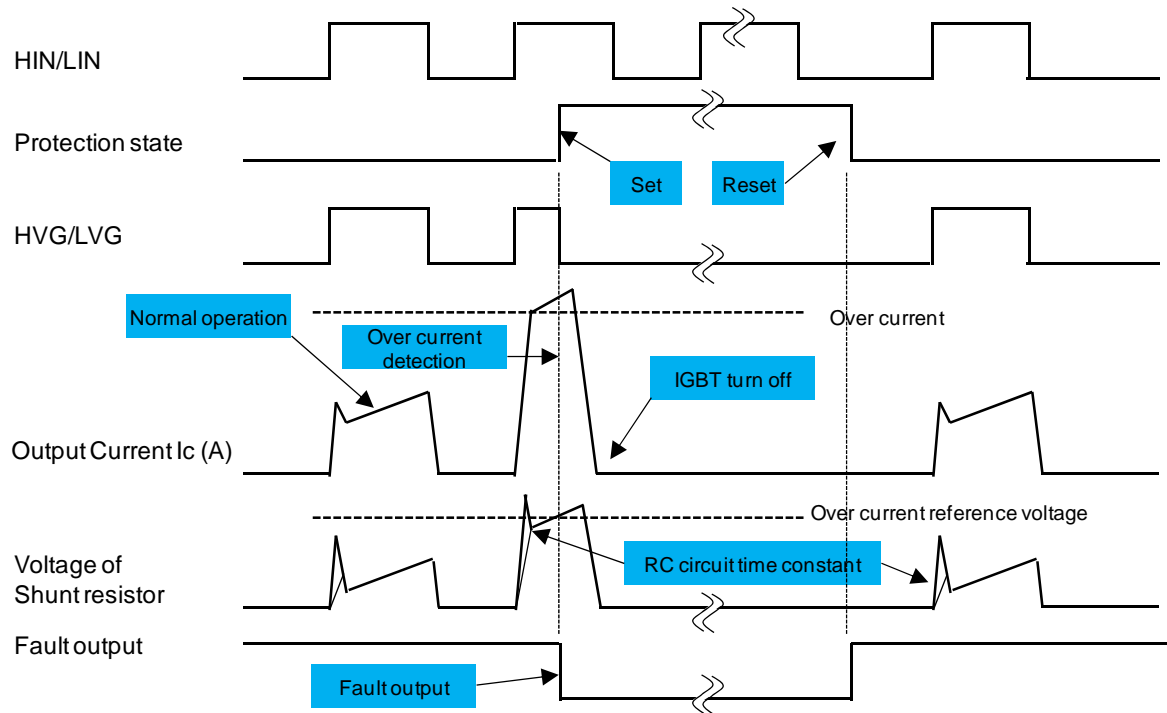 HIN/LIN
Protection state
Set
Reset
HVG/LVG
Normal operation
Over current
Over current
detection
IGBT turn off
Output Current Ic (A)
Over current reference voltage
Voltage of
Shunt resistor
RC circuit time constant
Fault output
Fault output